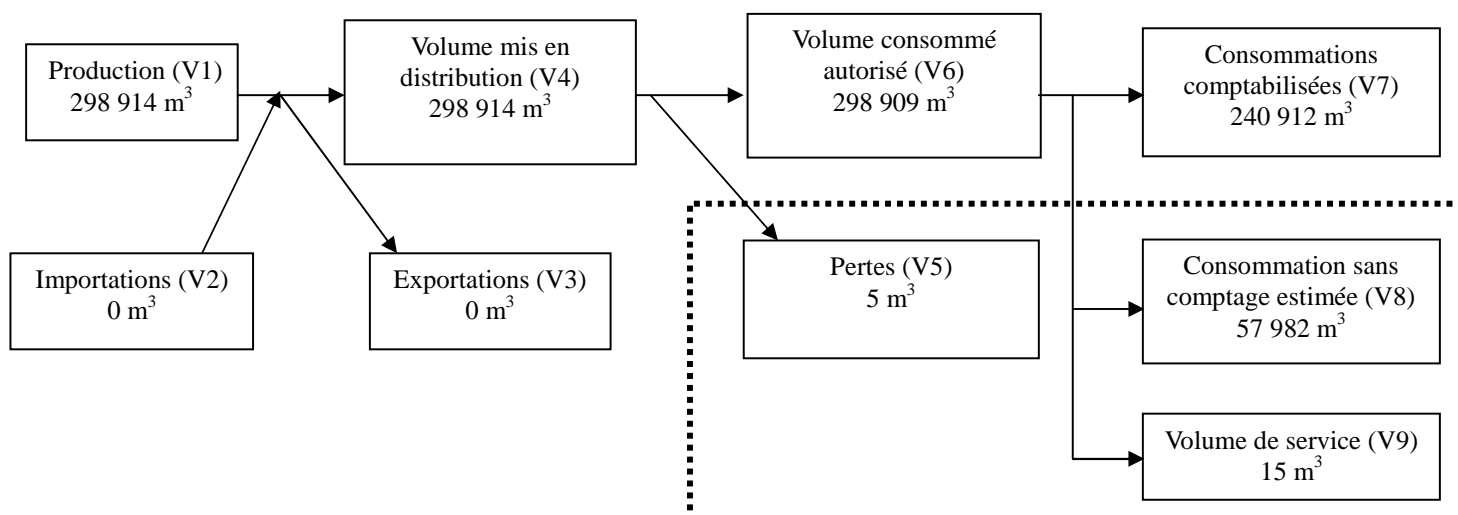 Production (V1)
298 914 m³
Volume mis en
distribution (V4)
298 914 m³
Volume consommé
autorisé (V6)
298 909 m³
Consommations
comptabilisées (V7)
240 912 m³
Importations (V2)
0 m³
Exportations (V3)
0 m³
Pertes (V5)
5 m³
Consommation sans
comptage estimée (V8)
57 982 m³
Volume de service (V9)
15 m³